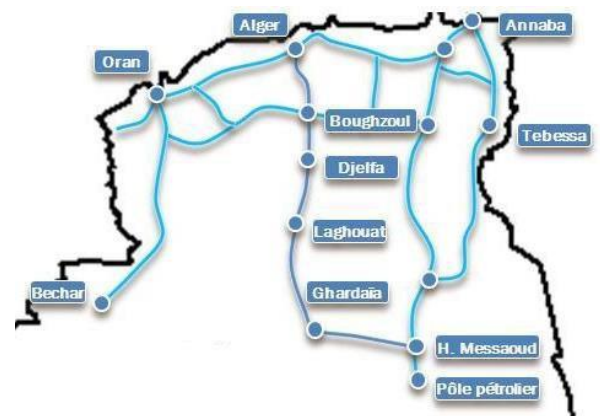 Annaba
Alger
Oran
Boughzoul
Tebessa
Djelfa
Laghouat
Bechar
Ghardaïa
H. Messaoud
Pôle pétrolier